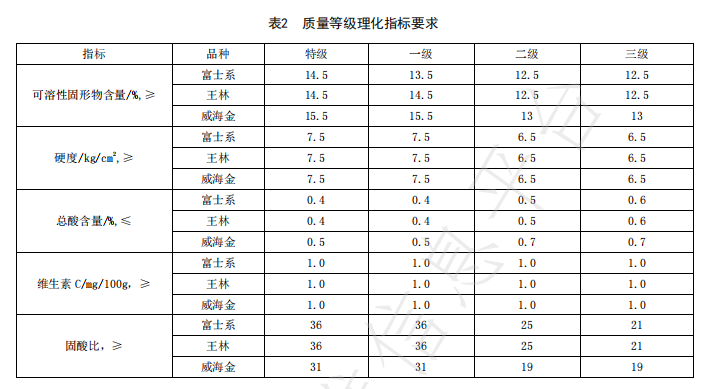 表2 质量等级理化指标要求
指标 品种 特级 一级 二级 三级
可溶性固形物含量/%,≥ 富士系 14.5 13.5 12.5 12.5
王林 14.5 14.5 12.5 12.5
威海金 15.5 15.5 13 13
硬度/kg/cm²,≥ 富士系 7.5 7.5 6.5 6.5
王林 7.5 7.5 6.5 6.5
威海金 7.5 7.5 6.5 6.5
总酸含量/%,≤ 富士系 0.4 0.4 0.5 0.6
王林 0.4 0.4 0.5 0.6
威海金 0.5 0.5 0.7 0.7
维生素 C/mg/100g, ≥ 富士系 1.0 1.0 1.0 1.0
王林 1.0 1.0 1.0 1.0
威海金 1.0 1.0 1.0 1.0
固酸比, ≥ 富士系 36 36 25 21
王林 36 36 25 21
威海金 31 31 19 19
信息平台